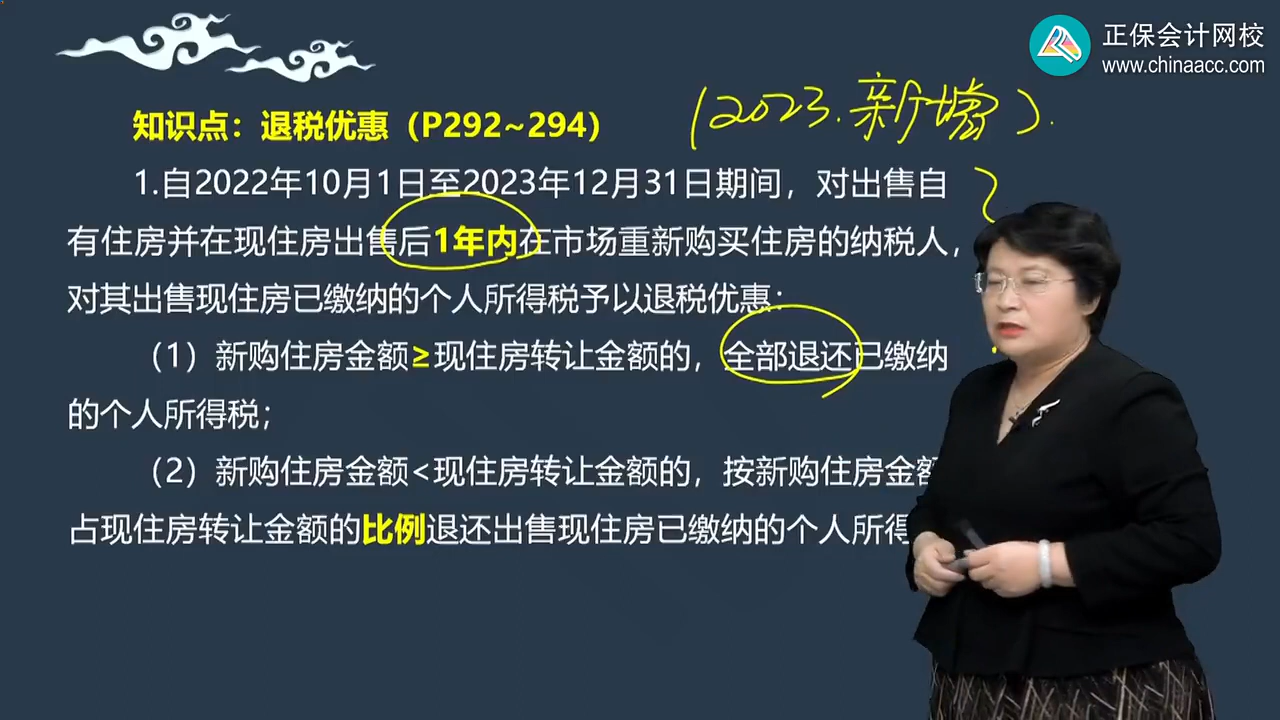 正保会计网校
www.chinaacc.com
知识点：退税优惠（P292~294）
(2023.新增).
1.自2022年10月1日至2023年12月31日期间，对出售自
有住房并在现住房出售后1年内在市场重新购买住房的纳税人，
对其出售现住房已缴纳的个人所得税予以退税优惠：
（1）新购住房金额≥现住房转让金额的，全部退还已缴纳
的个人所得税；
（2）新购住房金额<现住房转让金额的，按新购住房金额
占现住房转让金额的比例退还出售现住房已缴纳的个人所得